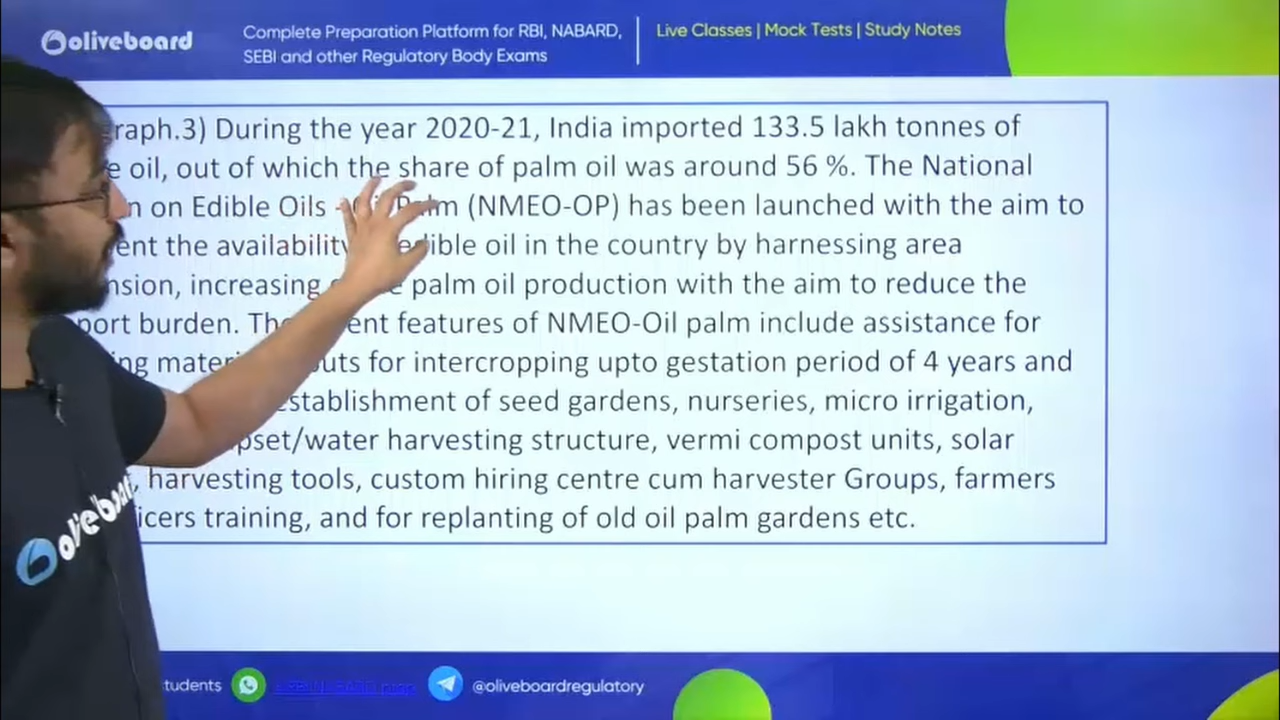 oliveboard
Complete Preparation Platform for RBI, NABARD,
SEBI and other Regulatory Body Exams
Live Classes | Mock Tests | Study Notes
raph.3) During the year 2020-21, India imported 133.5 lakh tonnes of
e oil, out of which the share of palm oil was around 56 %. The National
n on Edible Oils - Oil Palm (NMEO-OP) has been launched with the aim to
ent the availability edible oil in the country by harnessing area
nsion, increasing palm oil production with the aim to reduce the
port burden. The ent features of NMEO-Oil palm include assistance for
ng mater uts for intercropping upto gestation period of 4 years and
establishment of seed gardens, nurseries, micro irrigation,
pset/water harvesting structure, vermi compost units, solar
, harvesting tools, custom hiring centre cum harvester Groups, farmers
icers training, and for replanting of old oil palm gardens etc.
oliveboard
tudents
@oliveboardregulatory